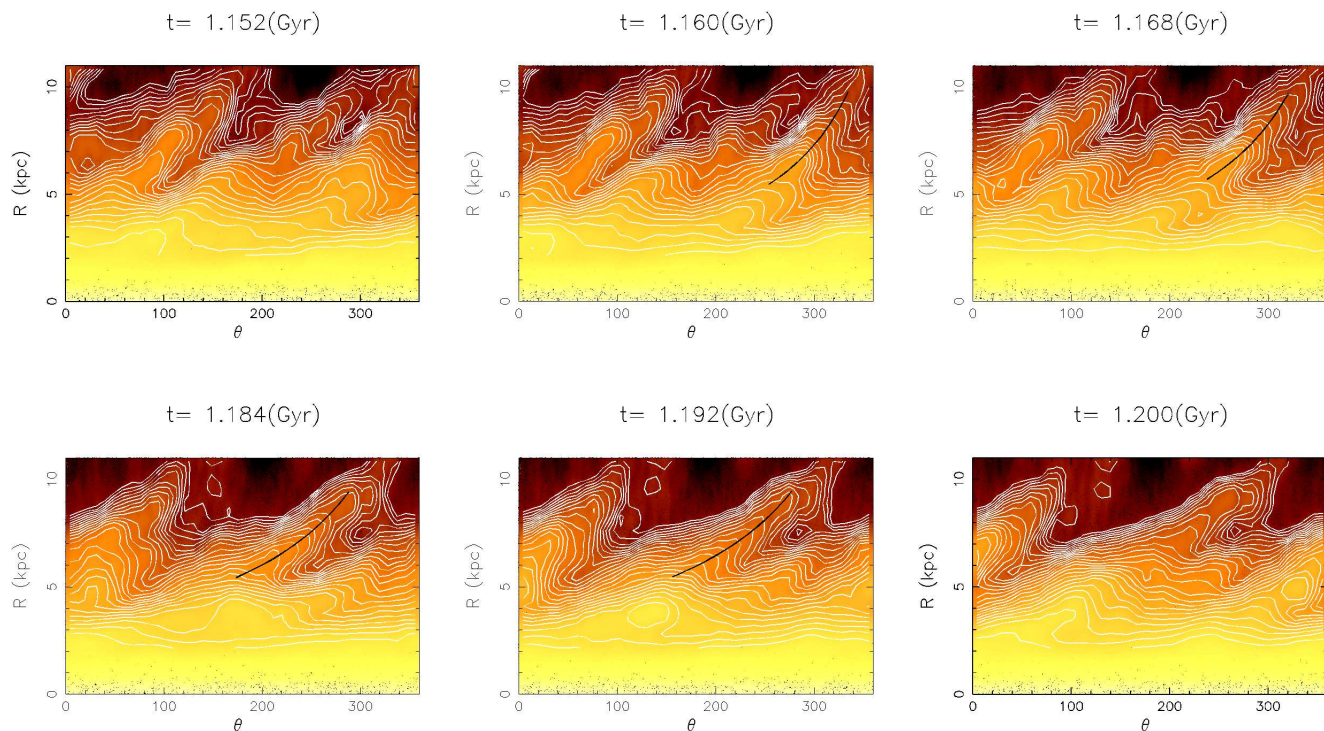 t= 1.152(Gyr)
t= 1.160(Gyr)
t= 1.168(Gyr)
R (kpc)
10
5
0
0 100 200 300
θ
R (kpc)
10
5
0
0 100 200 300
θ
R (kpc)
10
5
0
0 100 200 300
θ
t= 1.184(Gyr)
t= 1.192(Gyr)
t= 1.200(Gyr)
R (kpc)
10
5
0
0 100 200 300
θ
R (kpc)
10
5
0
0 100 200 300
θ
R (kpc)
10
5
0
0 100 200 300
θ